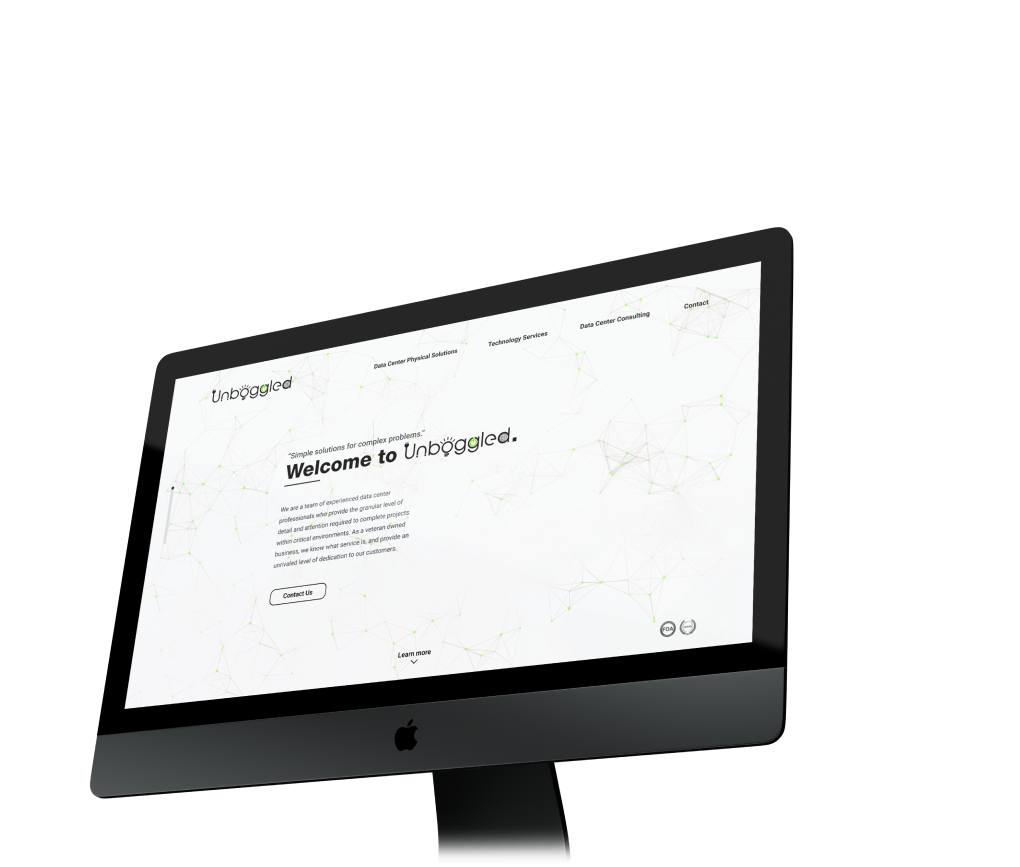 Unboggled
Data Center Physical Solutions
Technology Services
Data Center Consulting
Contact
"Simple solutions for complex problems."
Welcome to Unboggled.
We are a team of experienced data center
professionals who provide the granular level of
detail and attention required to complete projects
within critical environments. As a veteran owned
business, we know what service is, and provide an
unrivaled level of dedication to our customers.
Contact Us
Learn more
FOA